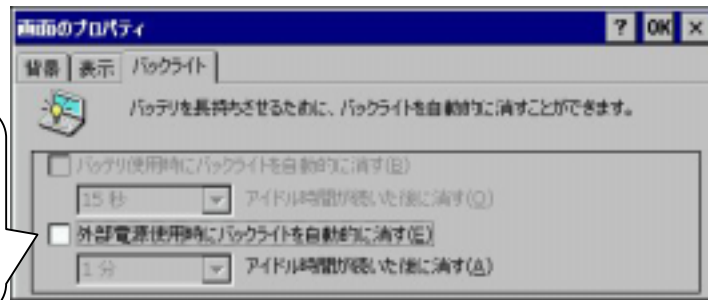 画面のプロパティ ? OK ×
背景 表示 バックライト
バッテリを長持ちさせるために、バックライトを自動的に消すことができます。
バッテリ使用時にバックライトを自動的に消す(B)
15 秒 アイドル時間が続いた後に消す(O)
外部電源使用時にバックライトを自動的に消す(E)
1 分 アイドル時間が続いた後に消す(A)